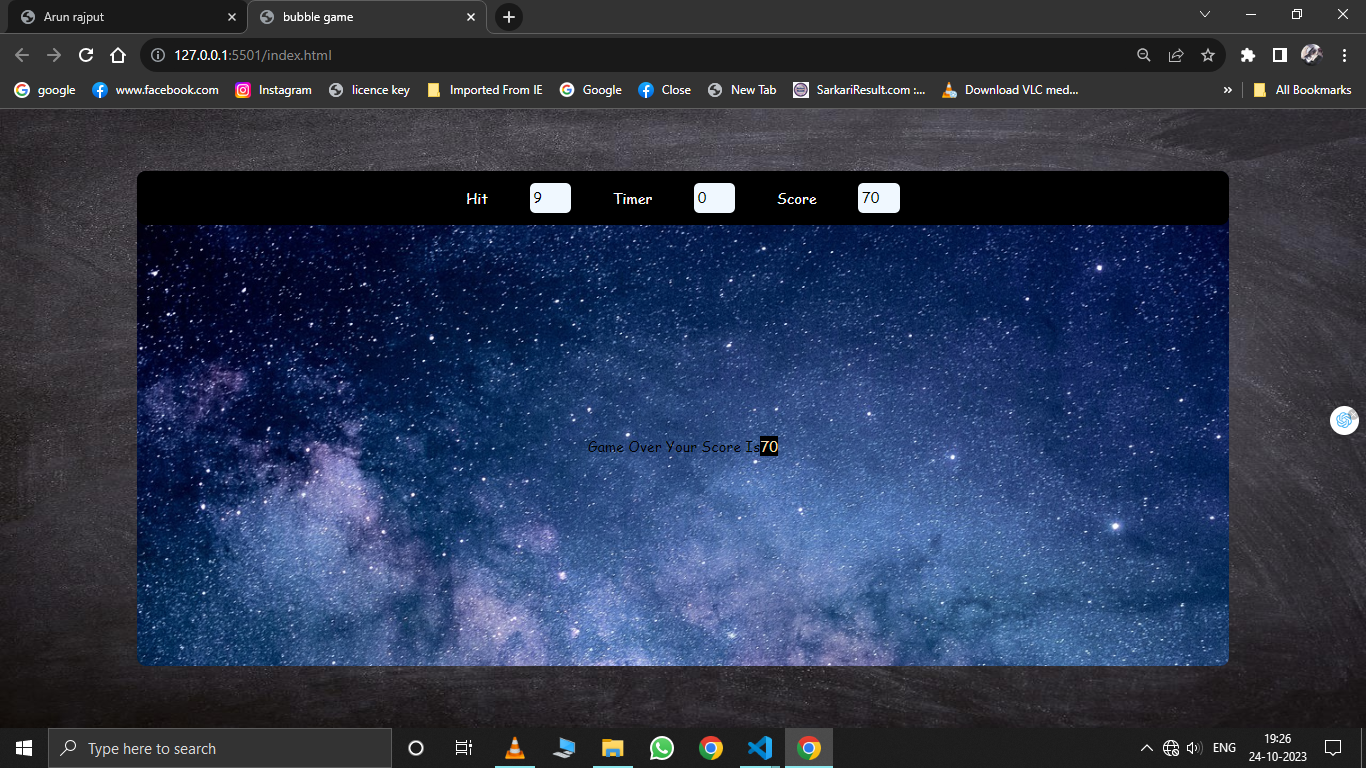 Arun rajput
bubble game
127.0.0.1:5501/index.html
google www.facebook.com Instagram licence key Imported From IE Google Close New Tab SarkariResult.com :... Download VLC med... » All Bookmarks
Hit 9 Timer 0 Score 70
Game Over Your Score Is70
Type here to search
ENG
19:26
24-10-2023